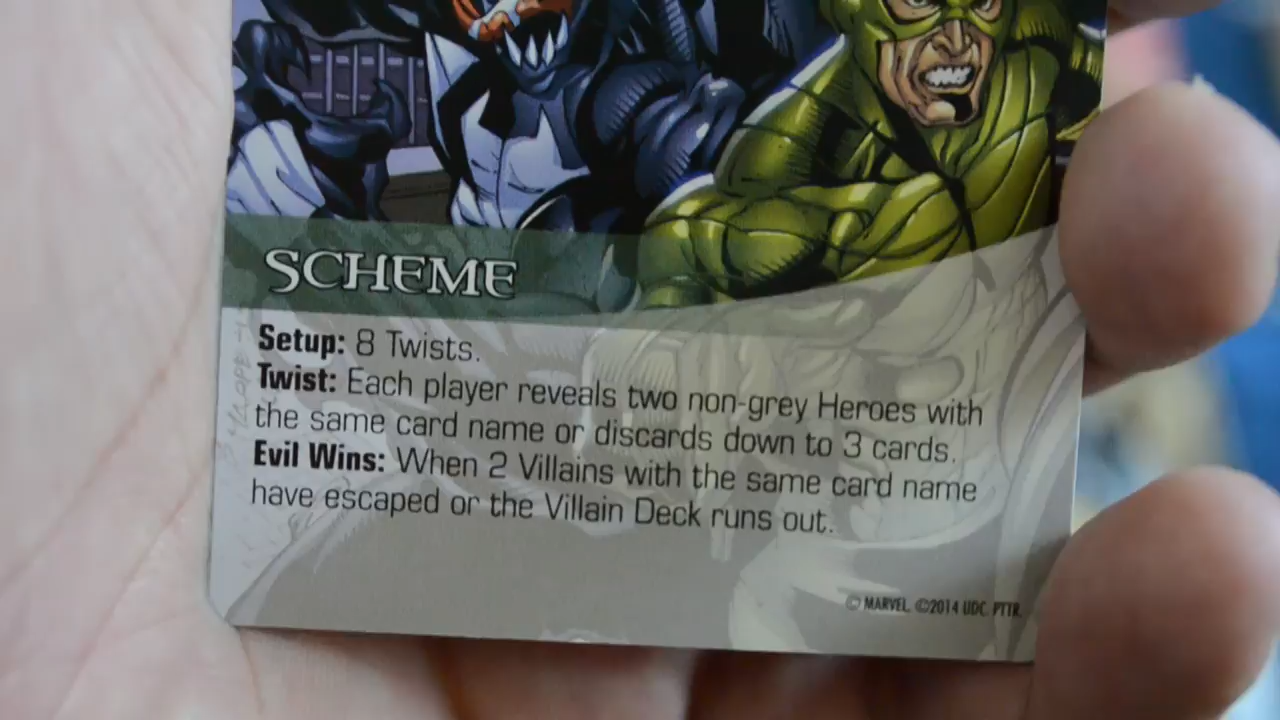 SCHEME
Setup: 8 Twists.
Twist: Each player reveals two non-grey Heroes with
the same card name or discards down to 3 cards.
Evil Wins: When 2 Villains with the same card name
have escaped or the Villain Deck runs out.
© MARVEL. ©2014 UDC. PTTR.